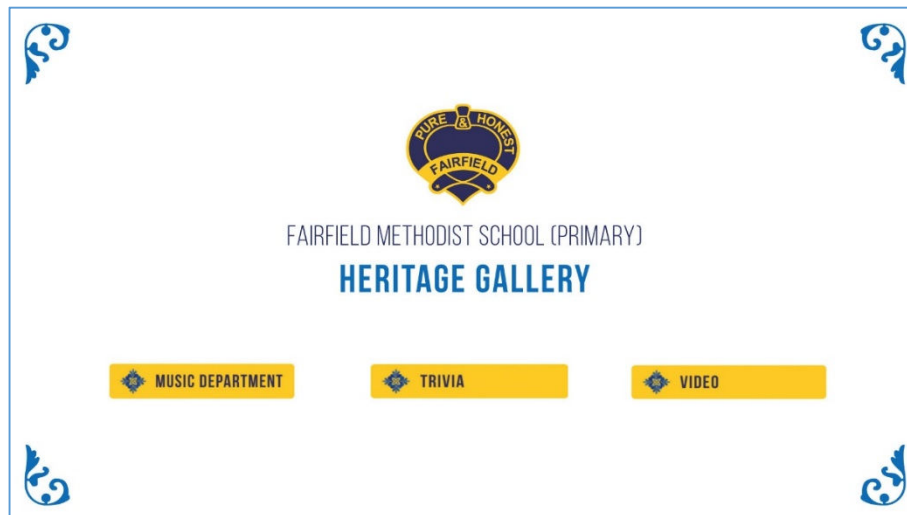 PURE & HONEST
FAIRFIELD
FAIRFIELD METHODIST SCHOOL (PRIMARY)
HERITAGE GALLERY
MUSIC DEPARTMENT
TRIVIA
VIDEO